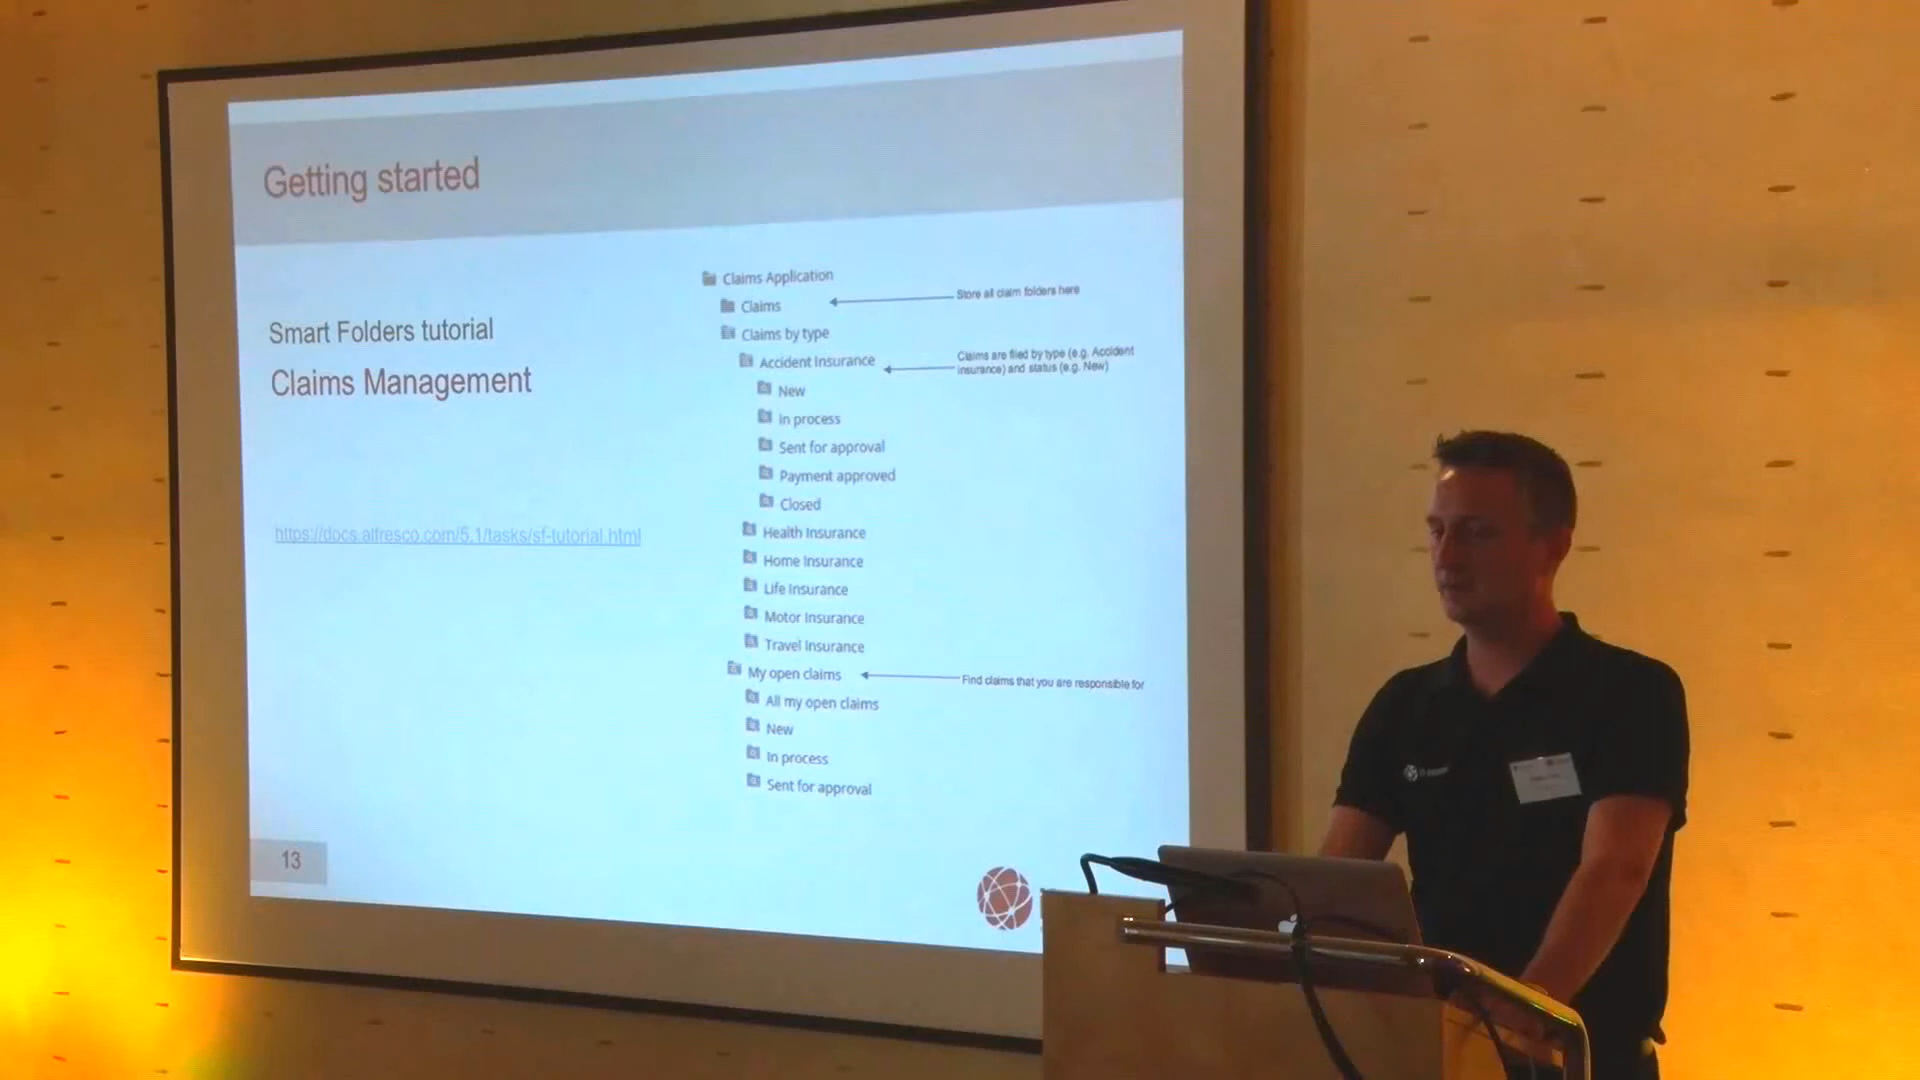 Getting started
Smart Folders tutorial
Claims Management
https://docs.alfresco.com/5.1/tasks/sf-tutorial.html
Claims Application
Claims
Store all claim folders here
Claims by type
Accident Insurance
Claims are filed by type (e.g. Accident
insurance) and status (e.g. New)
New
In process
Sent for approval
Payment approved
Closed
Health Insurance
Home Insurance
Life Insurance
Motor Insurance
Travel Insurance
My open claims
Find claims that you are responsible for
All my open claims
New
In process
Sent for approval
13